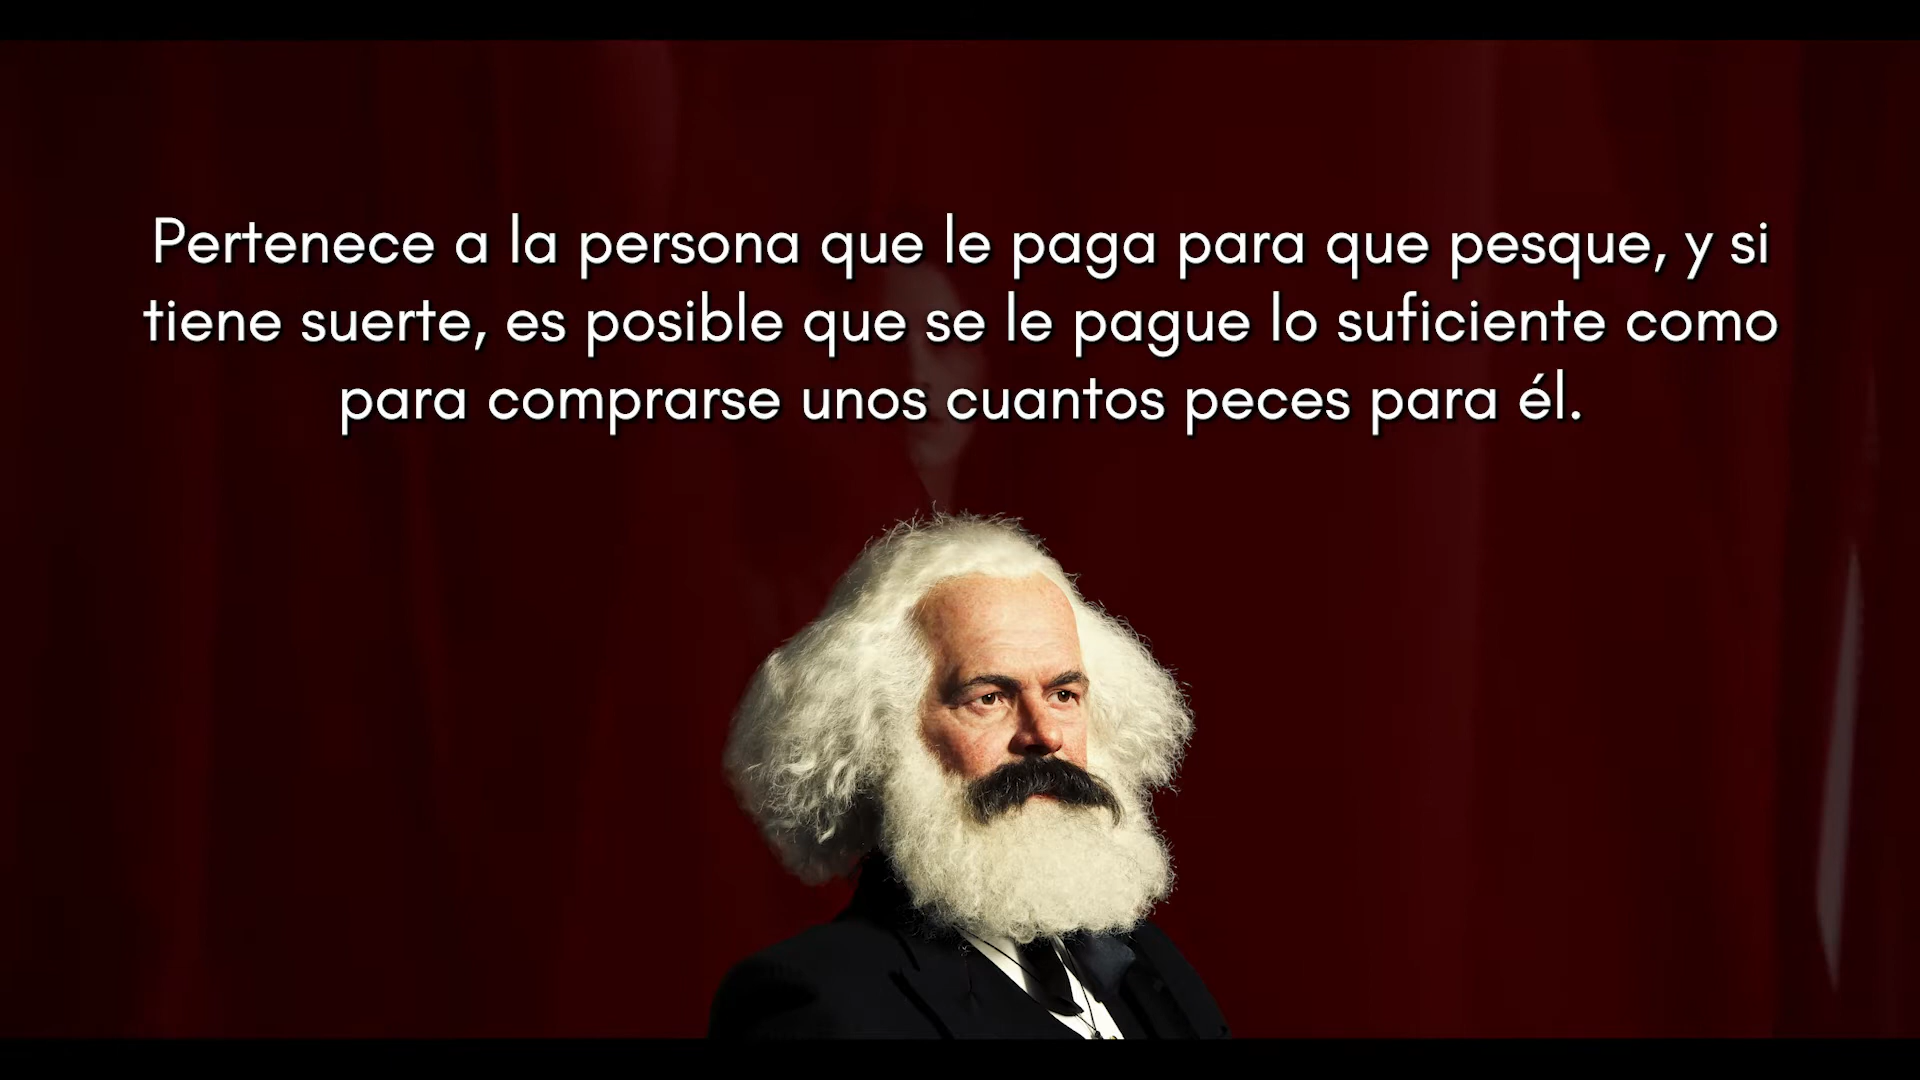 Pertenece a la persona que le paga para que pesque, y si
tiene suerte, es posible que se le pague lo suficiente como
para comprarse unos cuantos peces para él.